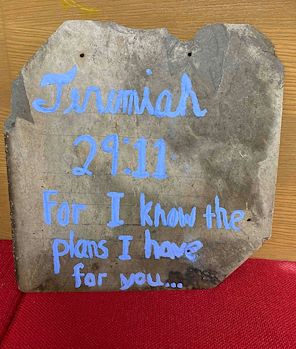 Jeremiah
29:11
For I know the
plans I have
for you...